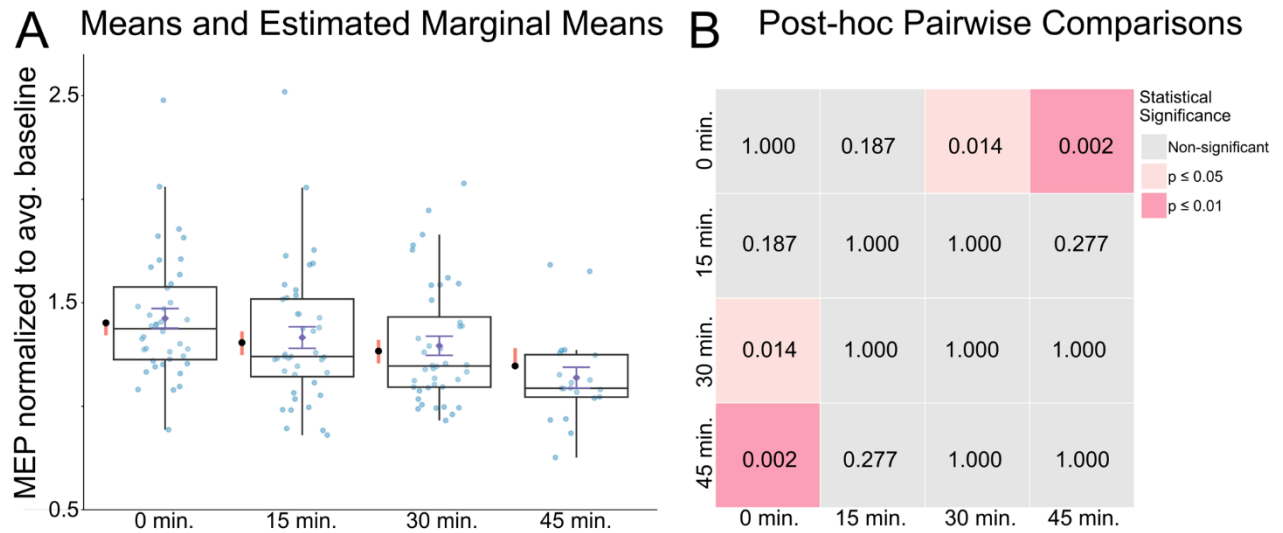 A Means and Estimated Marginal Means
MEP normalized to avg. baseline
2.5
1.5
0.5
0 min. 15 min. 30 min. 45 min.
B Post-hoc Pairwise Comparisons
0 min. 1.000 0.187 0.014 0.002
15 min. 0.187 1.000 1.000 0.277
30 min. 0.014 1.000 1.000 1.000
45 min. 0.002 0.277 1.000 1.000
0 min. 15 min. 30 min. 45 min.
Statistical
Significance
Non-significant
p ≤ 0.05
p ≤ 0.01